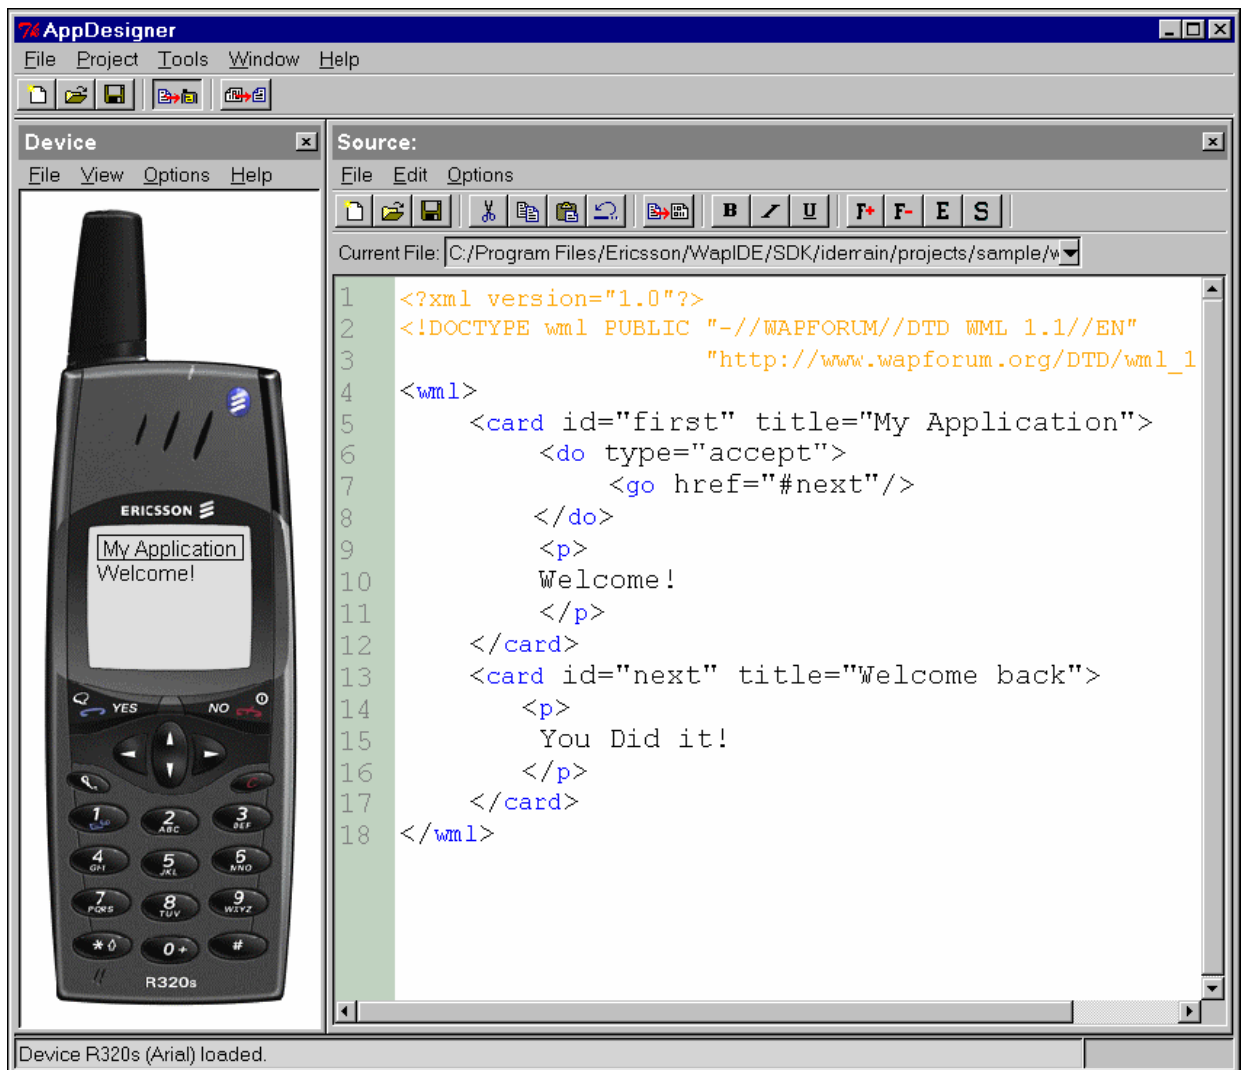 AppDesigner
File Project Tools Window Help
Device
File View Options Help
ERICSSON
My Application
Welcome!
YES NO
1 2 ABC 3 DEF
4 GHI 5 JKL 6 MNO
7 PQRS 8 TUV 9 WXYZ
* 0+ #
R320s
Source:
File Edit Options
B I U F+ F- E S
Current File: C:/Program Files/Ericsson/WapIDE/SDK/idemain/projects/sample/w
1 <?xml version="1.0"?>
2 <!DOCTYPE wml PUBLIC "-//WAPFORUM//DTD WML 1.1//EN"
3 "http://www.wapforum.org/DTD/wml_1
4 <wml>
5 <card id="first" title="My Application">
6 <do type="accept">
7 <go href="#next"/>
8 </do>
9 <p>
10 Welcome!
11 </p>
12 </card>
13 <card id="next" title="Welcome back">
14 <p>
15 You Did it!
16 </p>
17 </card>
18 </wml>
Device R320s (Arial) loaded.